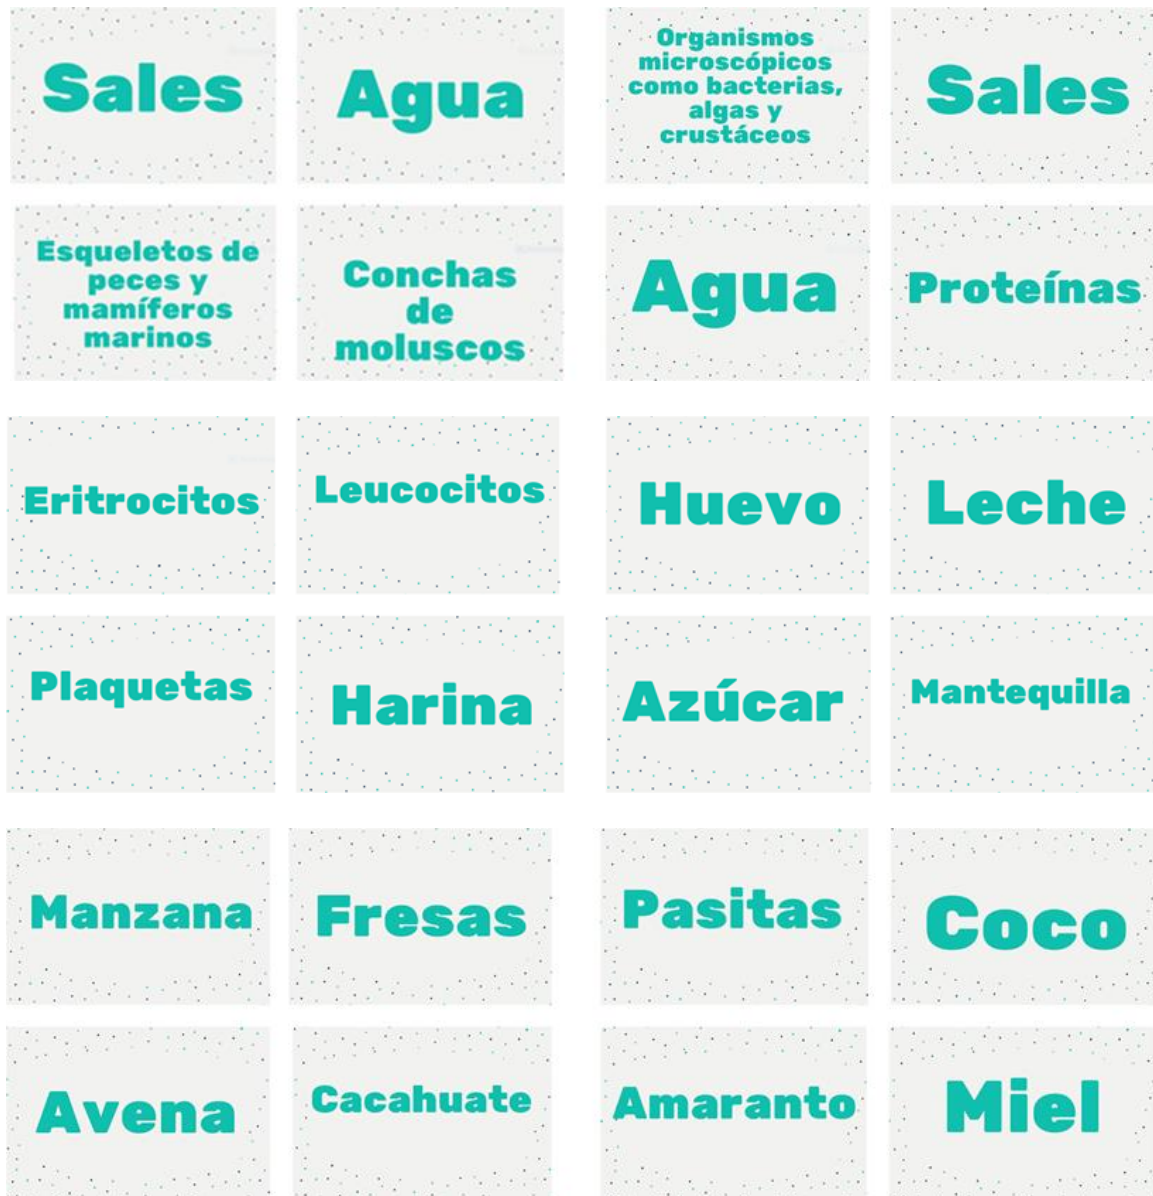 Sales
Agua
Organismos
microscópicos
como bacterias,
algas y
crustáceos
Sales
Esqueletos de
peces y
mamíferos
marinos
Conchas
de
moluscos
Agua
Proteínas
Eritrocitos
Leucocitos
Huevo
Leche
Plaquetas
Harina
Azúcar
Mantequilla
Manzana
Fresas
Pasitas
Coco
Avena
Cacahuate
Amaranto
Miel